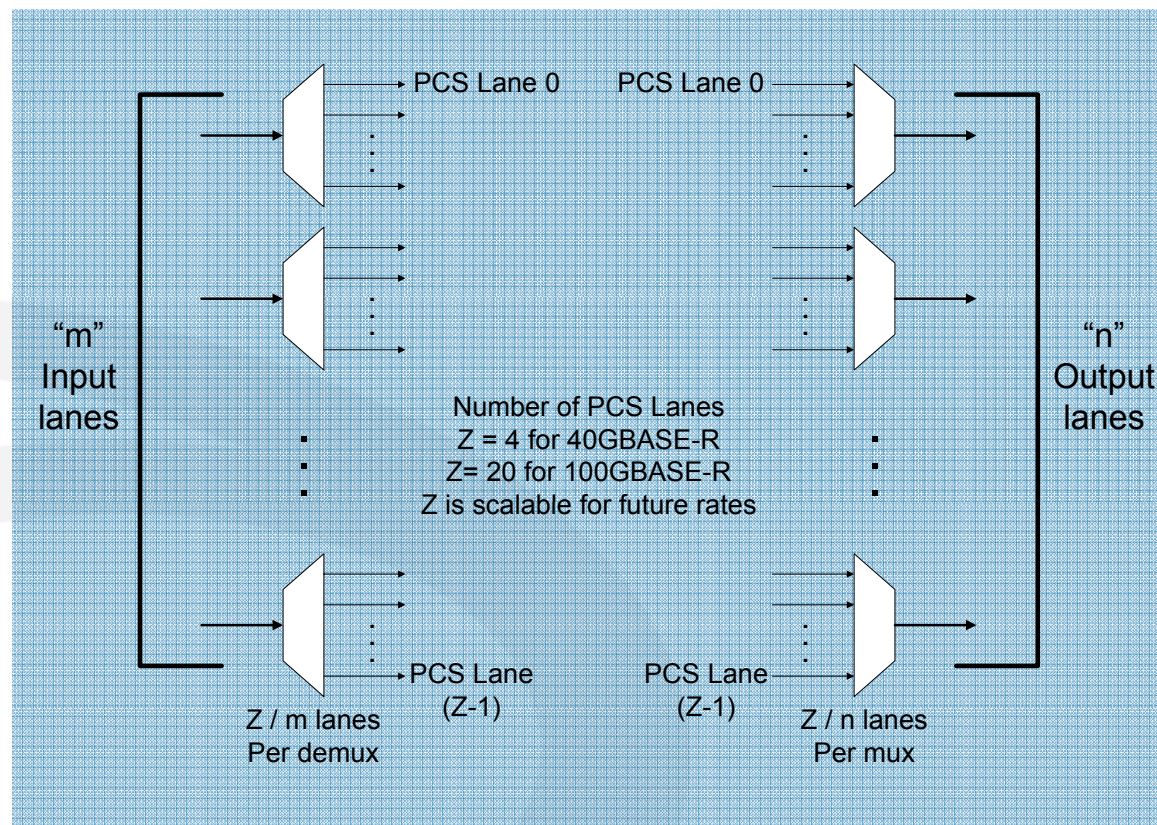 PCS Lane 0
PCS Lane 0
“m”
Input
lanes
“n”
Output
lanes
Number of PCS Lanes
Z = 4 for 40GBASE-R
Z= 20 for 100GBASE-R
Z is scalable for future rates
PCS Lane
(Z-1)
PCS Lane
(Z-1)
Z / m lanes
Per demux
Z / n lanes
Per mux